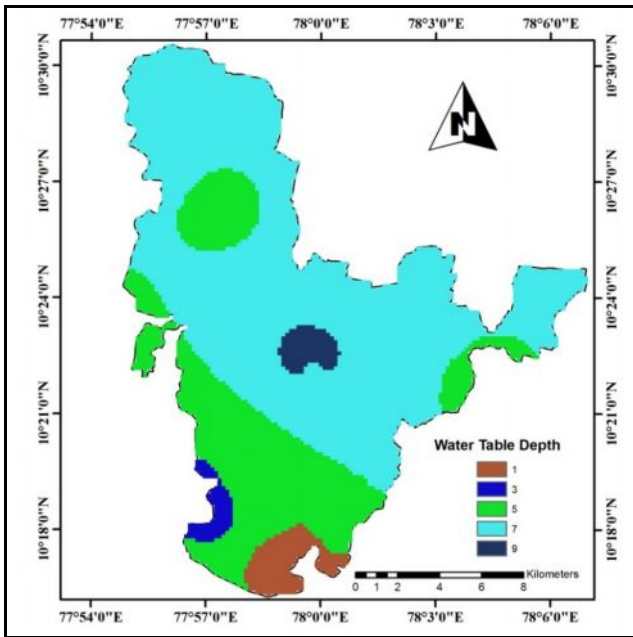 77°54'0"E 77°57'0"E 78°0'0"E 78°3'0"E 78°6'0"E
10°30'0"N 10°30'0"N
10°27'0"N 10°27'0"N
10°24'0"N 10°24'0"N
10°21'0"N 10°21'0"N
10°18'0"N 10°18'0"N
N
Water Table Depth
1
3
5
7
9
Kilometers
0 1 2 4 6 8
77°54'0"E 77°57'0"E 78°0'0"E 78°3'0"E 78°6'0"E